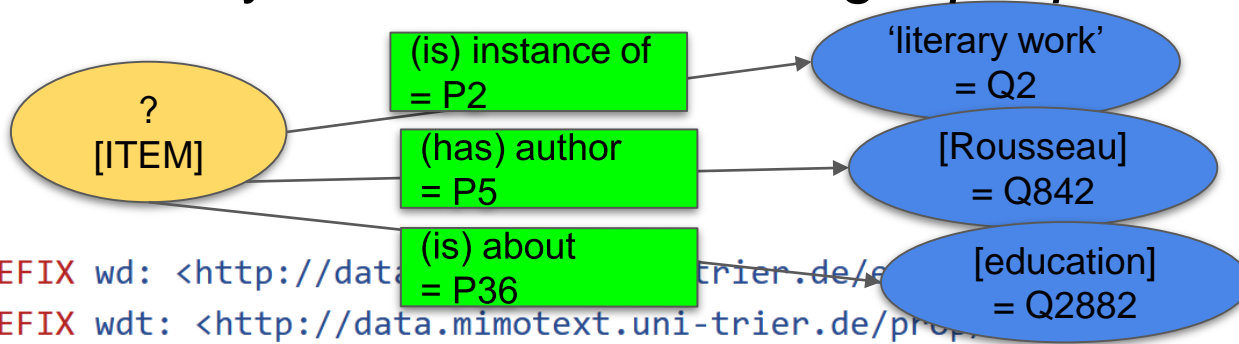 ?
[ITEM]
(is) instance of
= P2
'literary work'
= Q2
(has) author
= P5
[Rousseau]
= Q842
(is) about
= P36
[education]
= Q2882
EFIX wd: <http://data trier.de/e
EFIX wdt: <http://data.mimotext.uni-trier.de/prop/